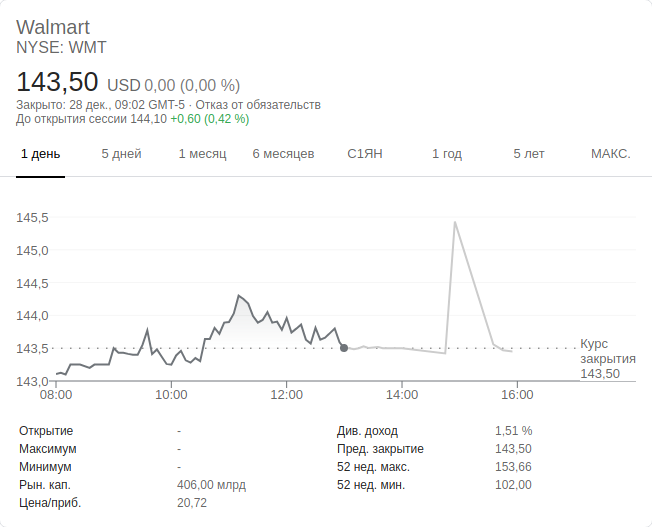 Walmart
NYSE: WMT
143,50 USD 0,00 (0,00 %)
Закрыто: 28 дек., 09:02 GMT-5 · Отказ от обязательств
До открытия сессии 144,10 +0,60 (0,42 %)
1 день 5 дней 1 месяц 6 месяцев С1ЯН 1 год 5 лет МАКС.
145,5
145,0
144,5
144,0
143,5
143,0
Курс
закрытия
143,50
08:00 10:00 12:00 14:00 16:00
Открытие - Див. доход 1,51 %
Максимум - Пред. закрытие 143,50
Минимум - 52 нед. макс. 153,66
Рын. кап. 406,00 млрд 52 нед. мин. 102,00
Цена/приб. 20,72